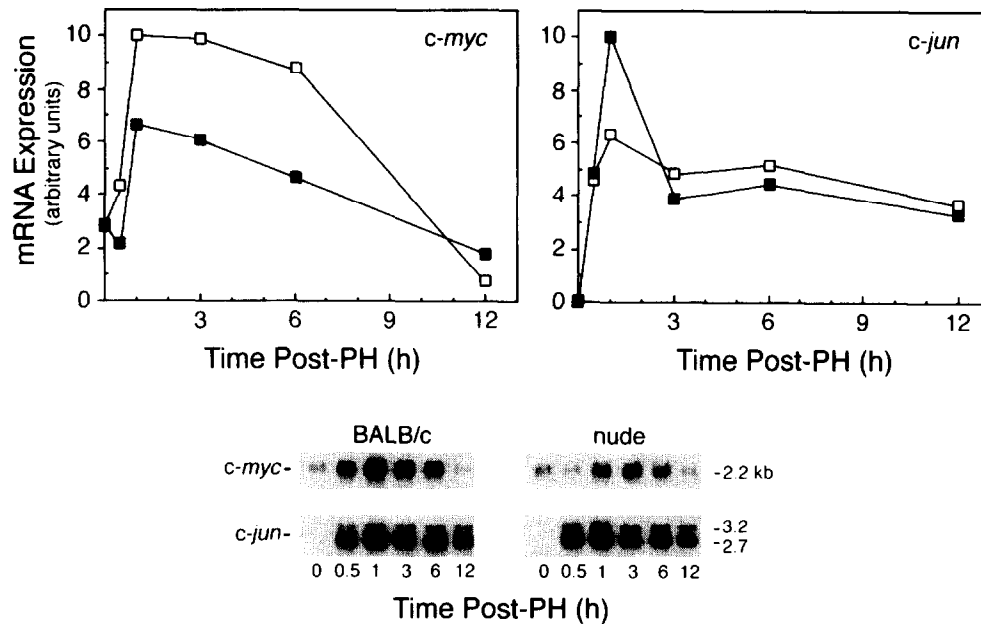 c-myc
c-jun
mRNA Expression
(arbitrary units)
10
8
6
4
2
0
3 6 9 12
Time Post-PH (h)
10
8
6
4
2
0
3 6 9 12
Time Post-PH (h)
BALB/c nude
c-myc- -2.2 kb
c-jun- -3.2
-2.7
0 0.5 1 3 6 12 0 0.5 1 3 6 12
Time Post-PH (h)